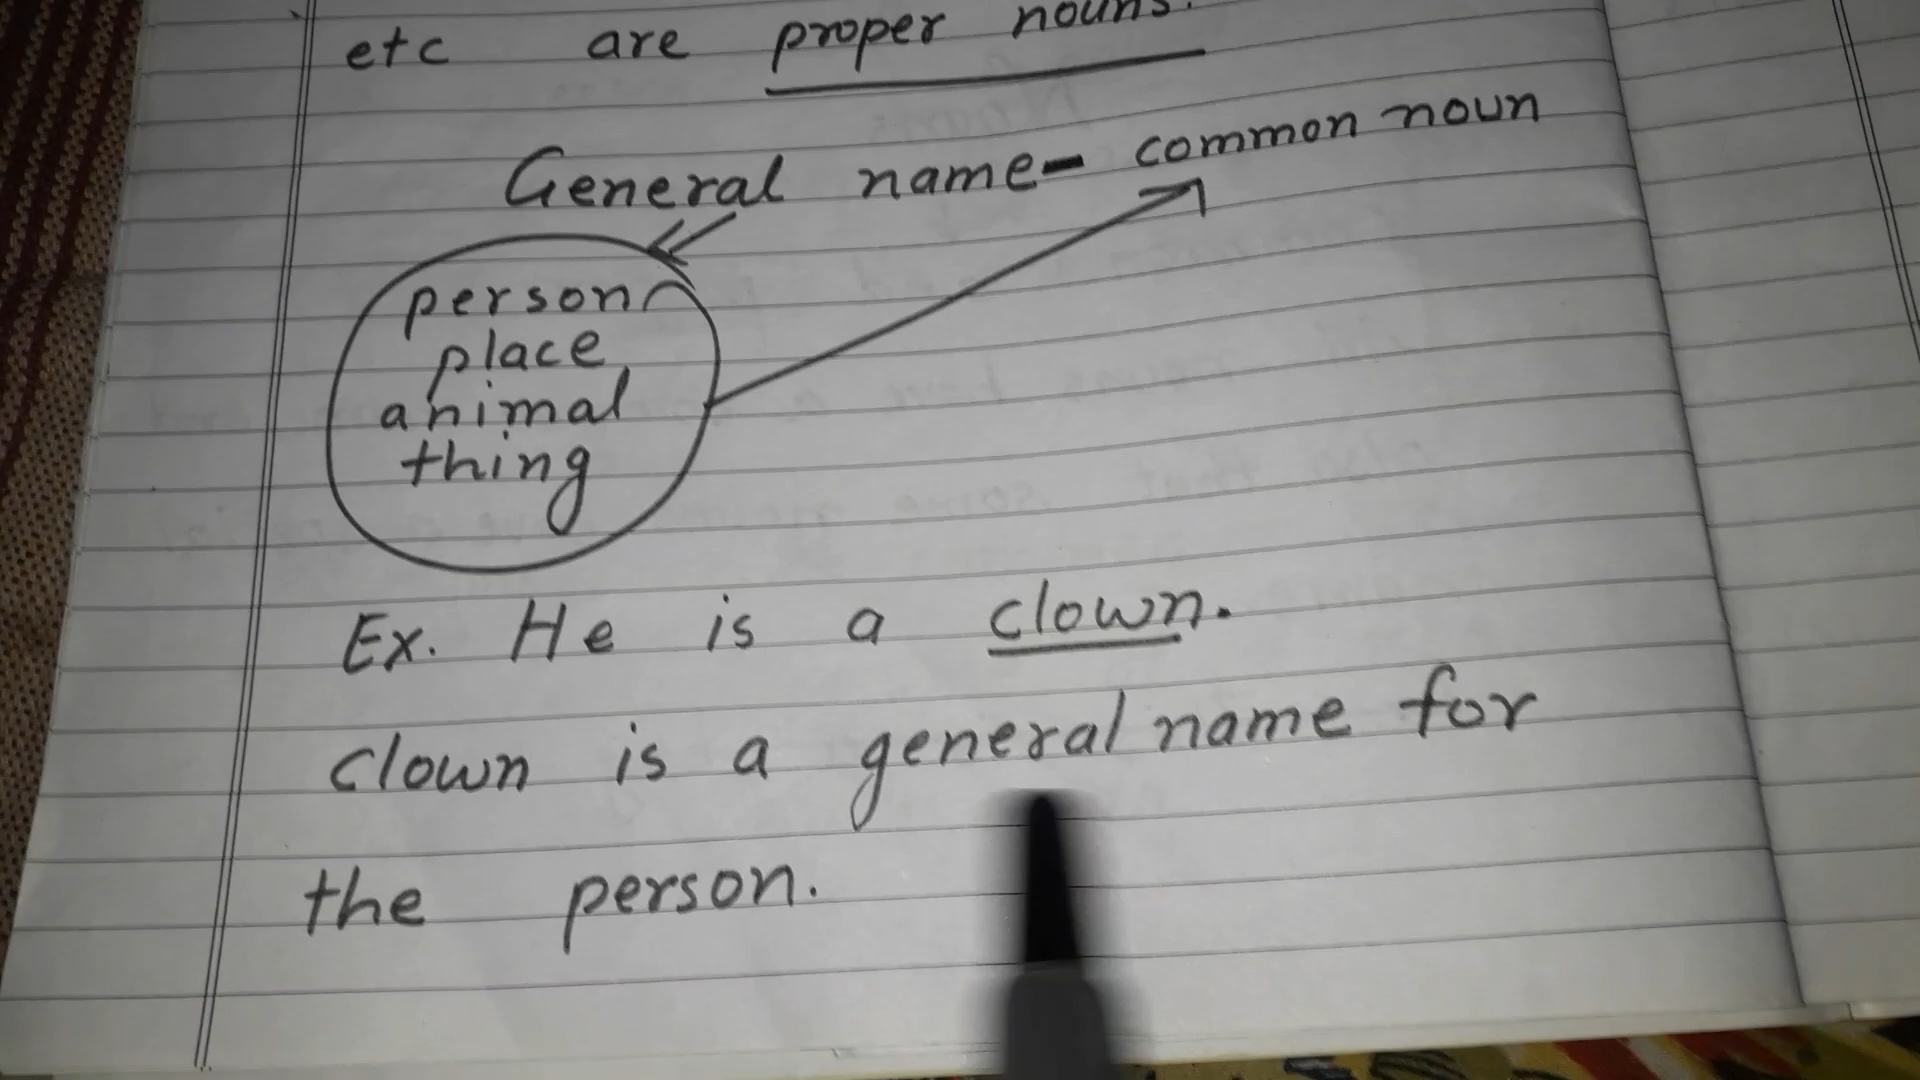 etc are proper nouns.
General name- common noun
person
place
animal
thing
Ex. He is a clown.
clown is a general name for
the person.